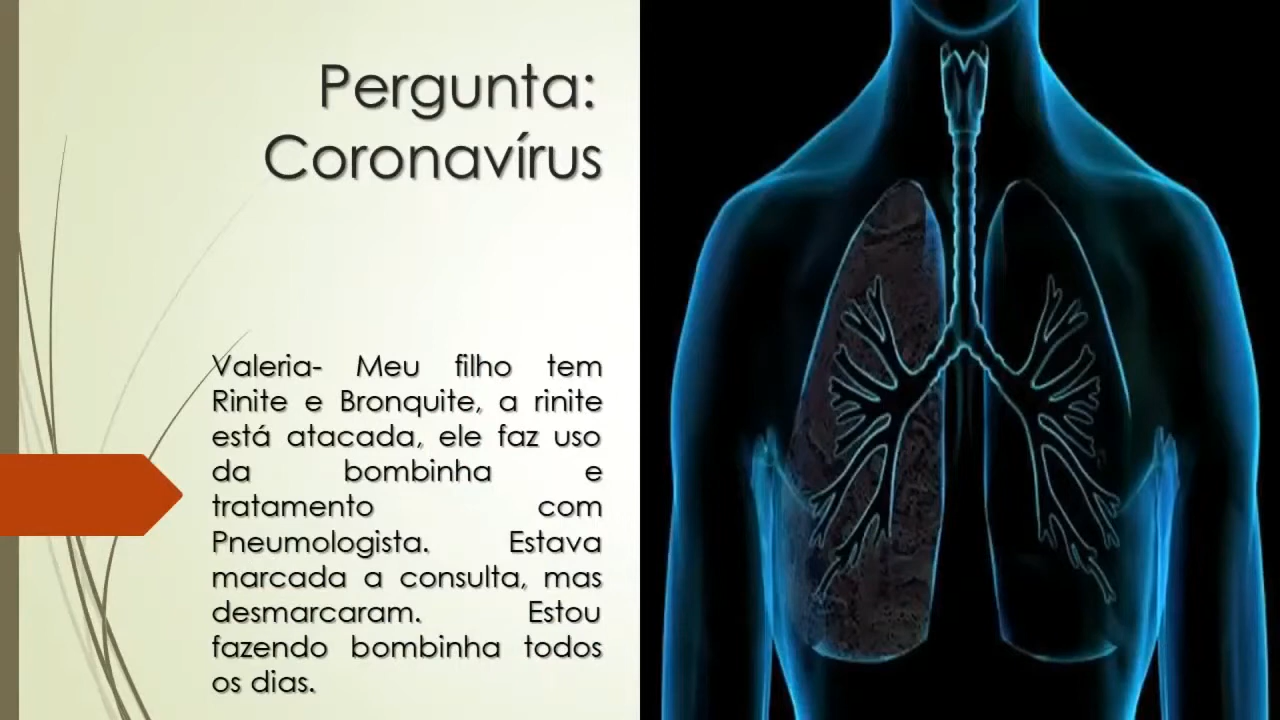 Pergunta:
Coronavírus
Valeria- Meu filho tem
Rinite e Bronquite, a rinite
está atacada, ele faz uso
da bombinha e
tratamento com
Pneumologista. Estava
marcada a consulta, mas
desmarcaram. Estou
fazendo bombinha todos
os dias.